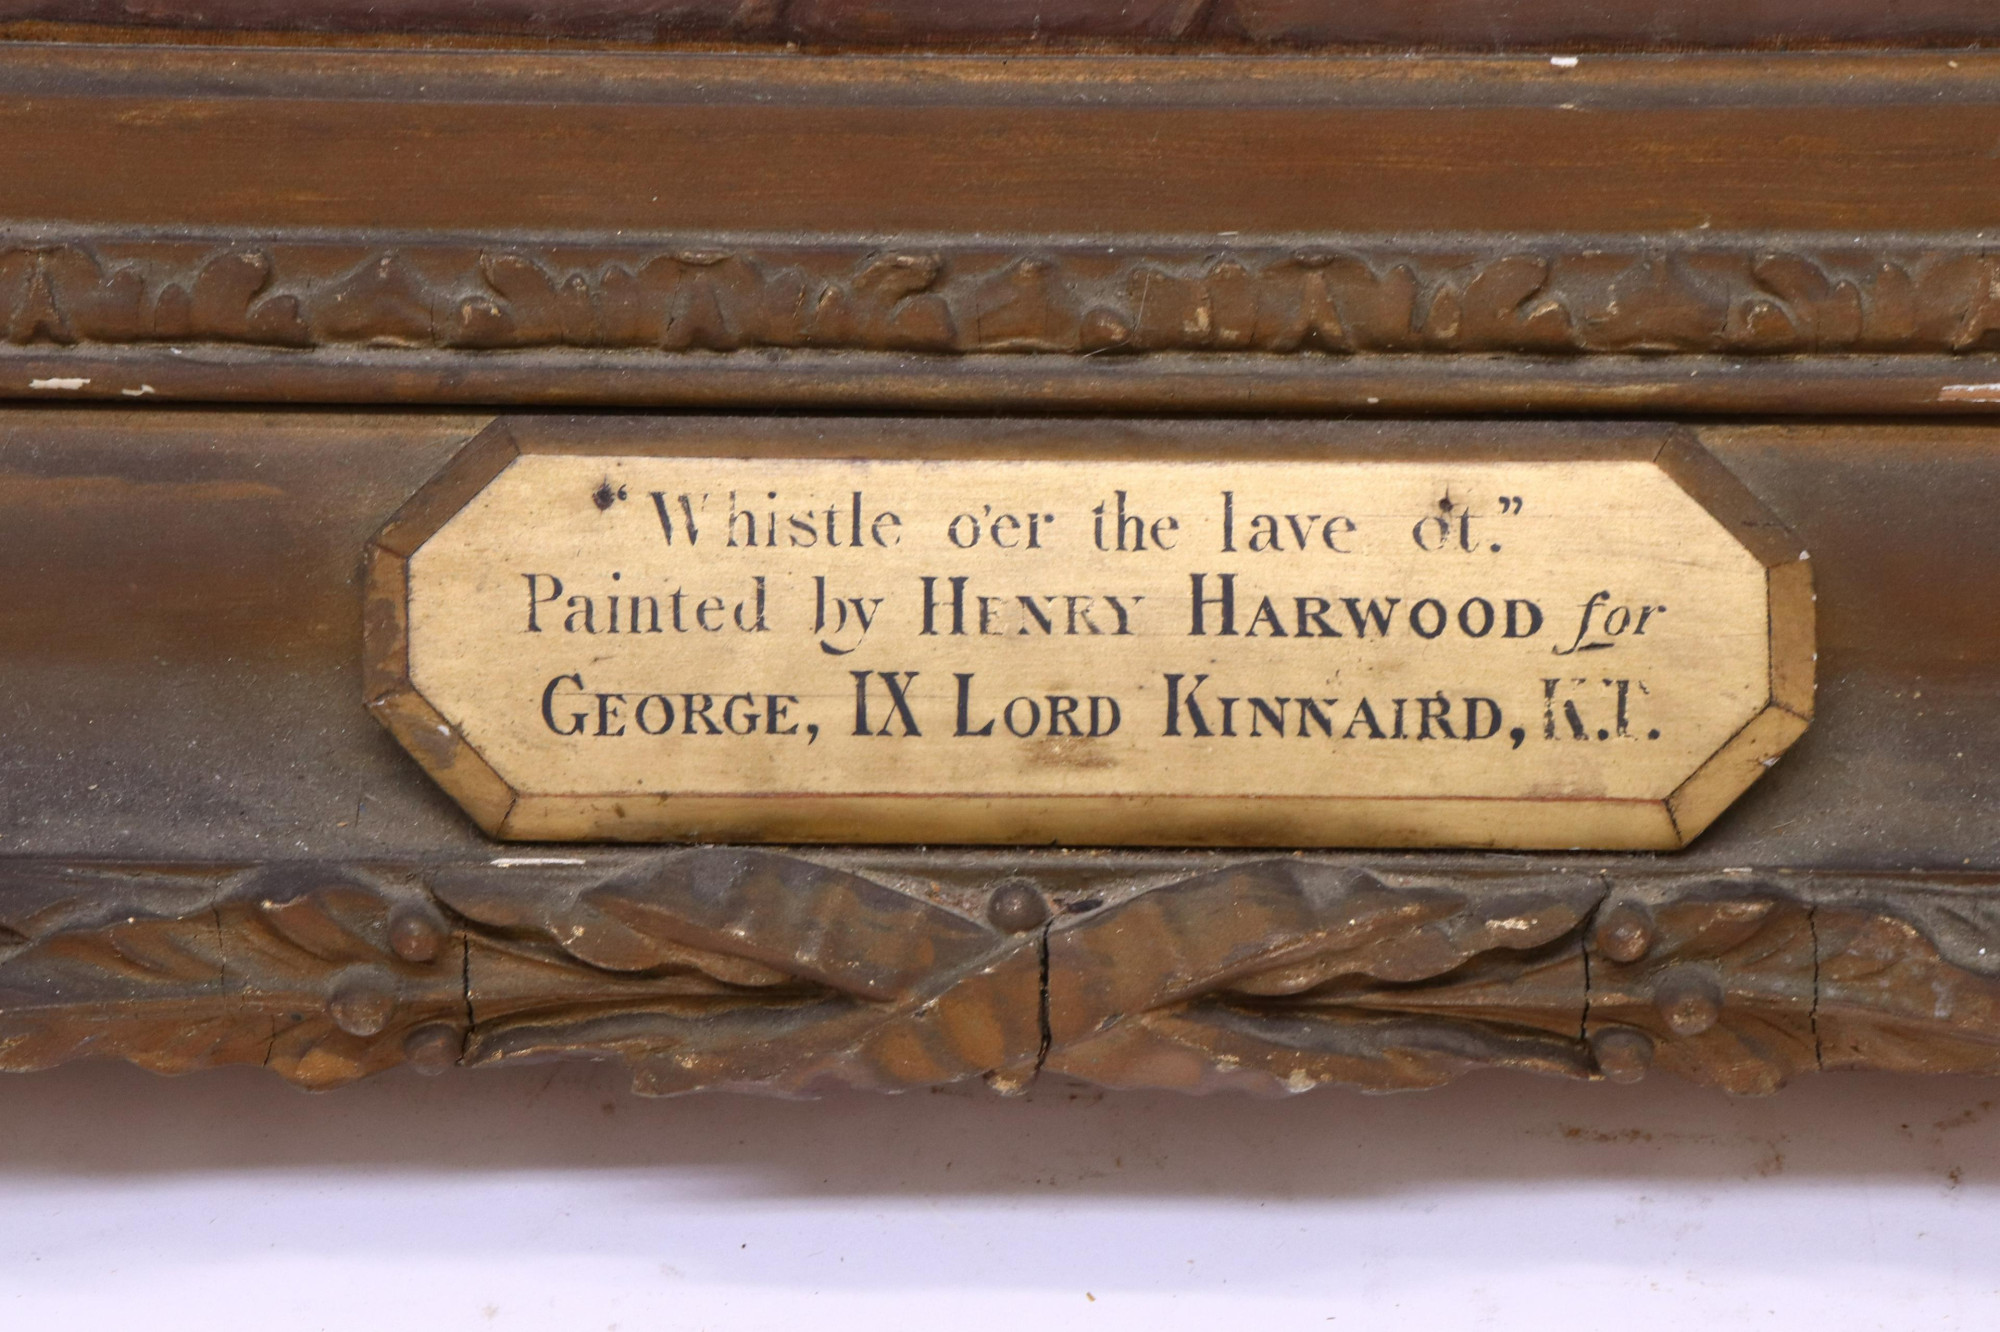 “Whistle o'er the lave o't.”
Painted by HENRY HARWOOD for
GEORGE, IX LORD KINNAIRD, K.T.